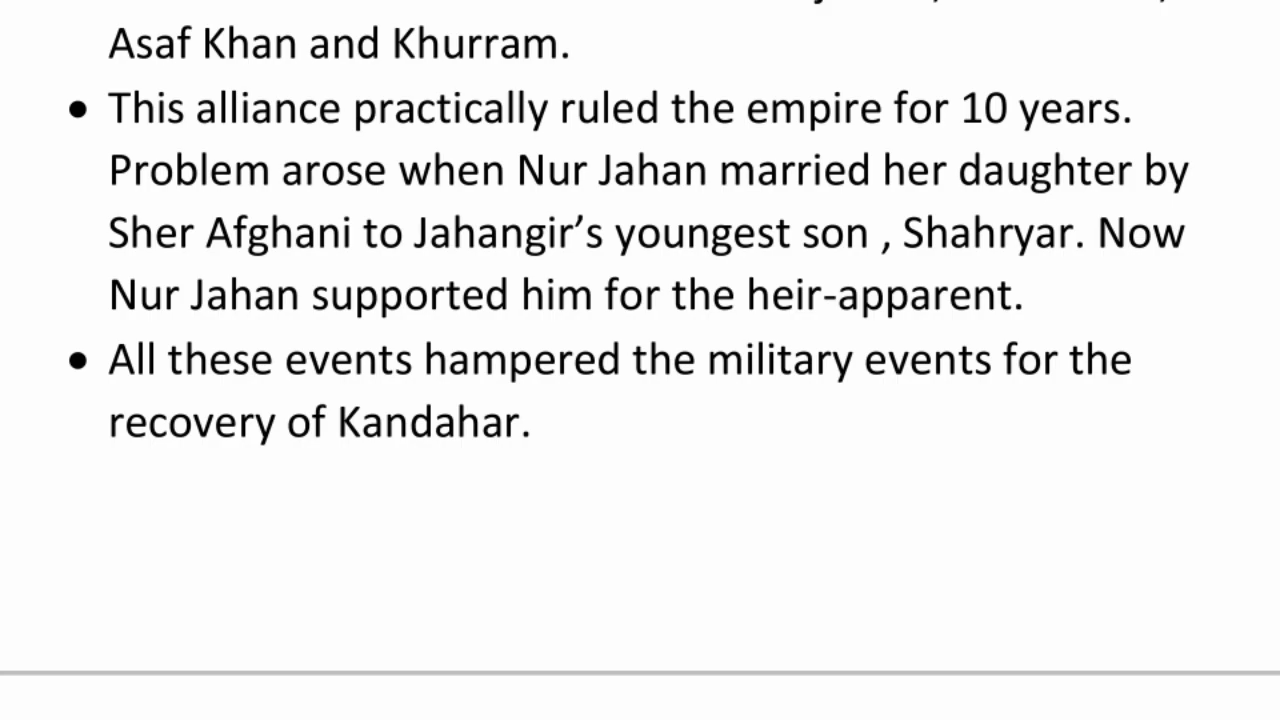 Asaf Khan and Khurram.
• This alliance practically ruled the empire for 10 years.
Problem arose when Nur Jahan married her daughter by
Sher Afghani to Jahangir’s youngest son , Shahryar. Now
Nur Jahan supported him for the heir-apparent.
• All these events hampered the military events for the
recovery of Kandahar.